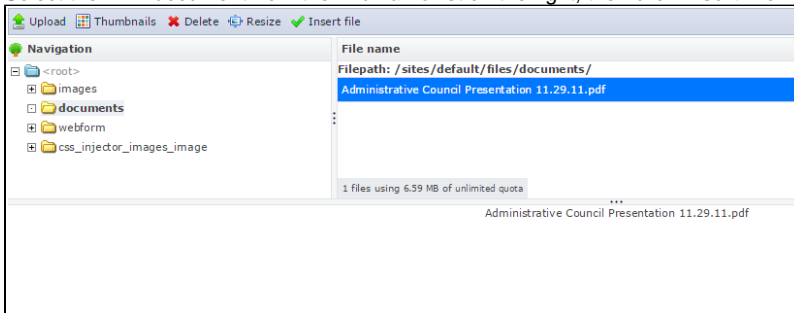 Upload Thumbnails Delete Resize Insert file
Navigation
File name
<root>
images
documents
webform
css_injector_images_image
Filepath: /sites/default/files/documents/
Administrative Council Presentation 11.29.11.pdf
1 files using 6.59 MB of unlimited quota
Administrative Council Presentation 11.29.11.pdf